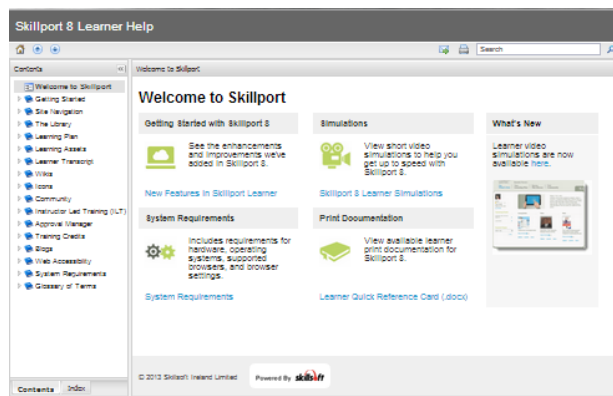 Skillport 8 Learner Help
Search
Contents
Welcome to Skillport
Welcome to Skillport
Getting Started
Site Navigation
The Library
Learning Plan
Learning Assets
Learner Transcript
Wikis
Icons
Community
Instructor Led Training (ILT)
Approval Manager
Training Credits
Blogs
Web Accessibility
System Requirements
Glossary of Terms
Contents
Index
Welcome to Skillport
Getting Started with Skillport 8
See the enhancements
and improvements we've
added in Skillport 8.
New Features in Skillport Learner
Simulations
View short video
simulations to help you
get up to speed with
Skillport 8.
Skillport 8 Learner Simulations
What's New
Learner video
simulations are now
available here.
System Requirements
Includes requirements for
hardware, operating
systems, supported
browsers, and browser
settings.
System Requirements
Print Documentation
View available learner
print documentation for
Skillport 8.
Learner Quick Reference Card (.docx)
© 2013 Skillsoft Ireland Limited
Powered By skillsoft